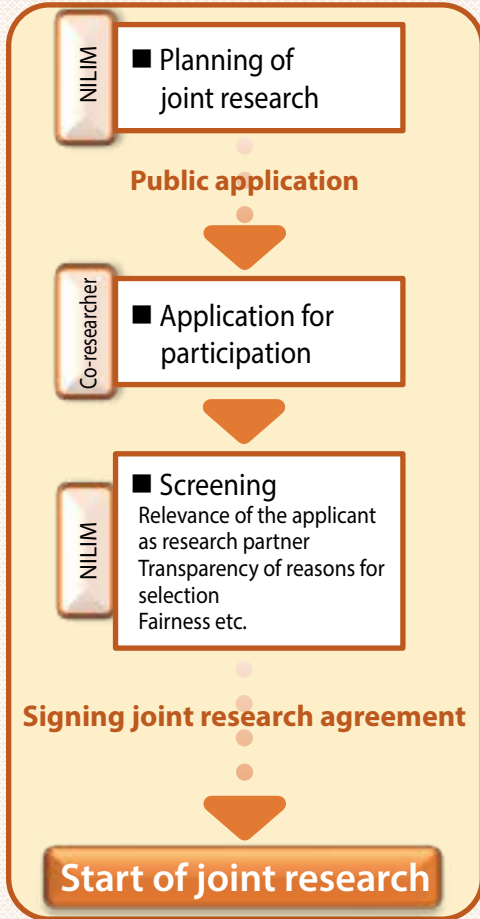 NILIM
■ Planning of
joint research
Public application
Co-researcher
■ Application for
participation
NILIM
■ Screening
Relevance of the applicant
as research partner
Transparency of reasons for
selection
Fairness etc.
Signing joint research agreement
Start of joint research